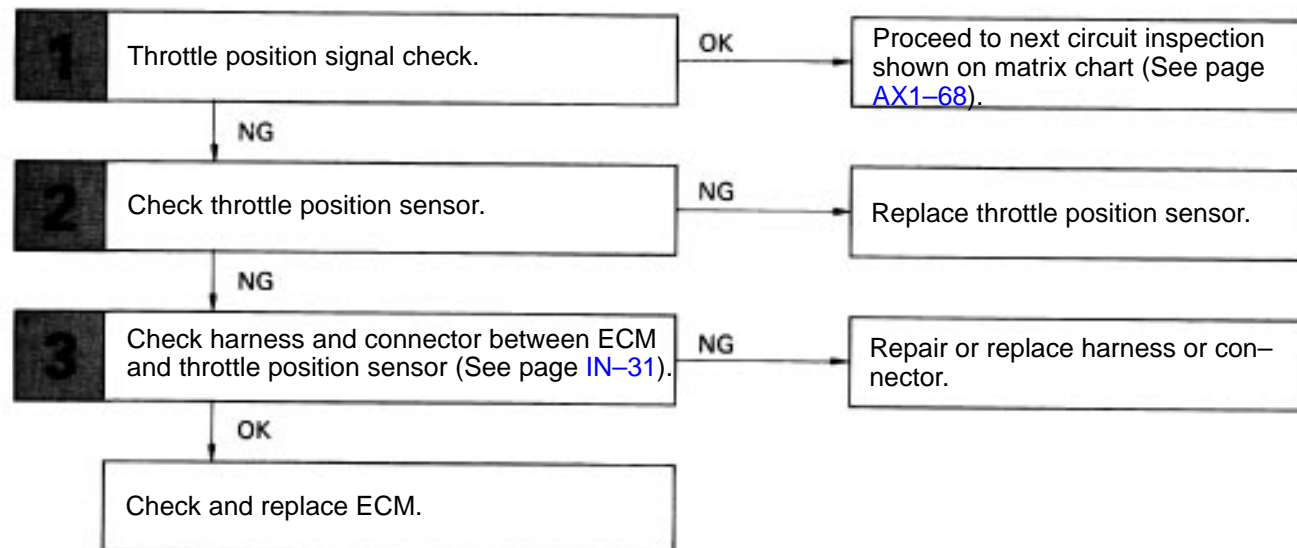 1
Throttle position signal check.
OK
Proceed to next circuit inspection
shown on matrix chart (See page
AX1–68).
NG
2
Check throttle position sensor.
NG
Replace throttle position sensor.
NG
3
Check harness and connector between ECM
and throttle position sensor (See page IN–31).
NG
Repair or replace harness or con–
nector.
OK
Check and replace ECM.